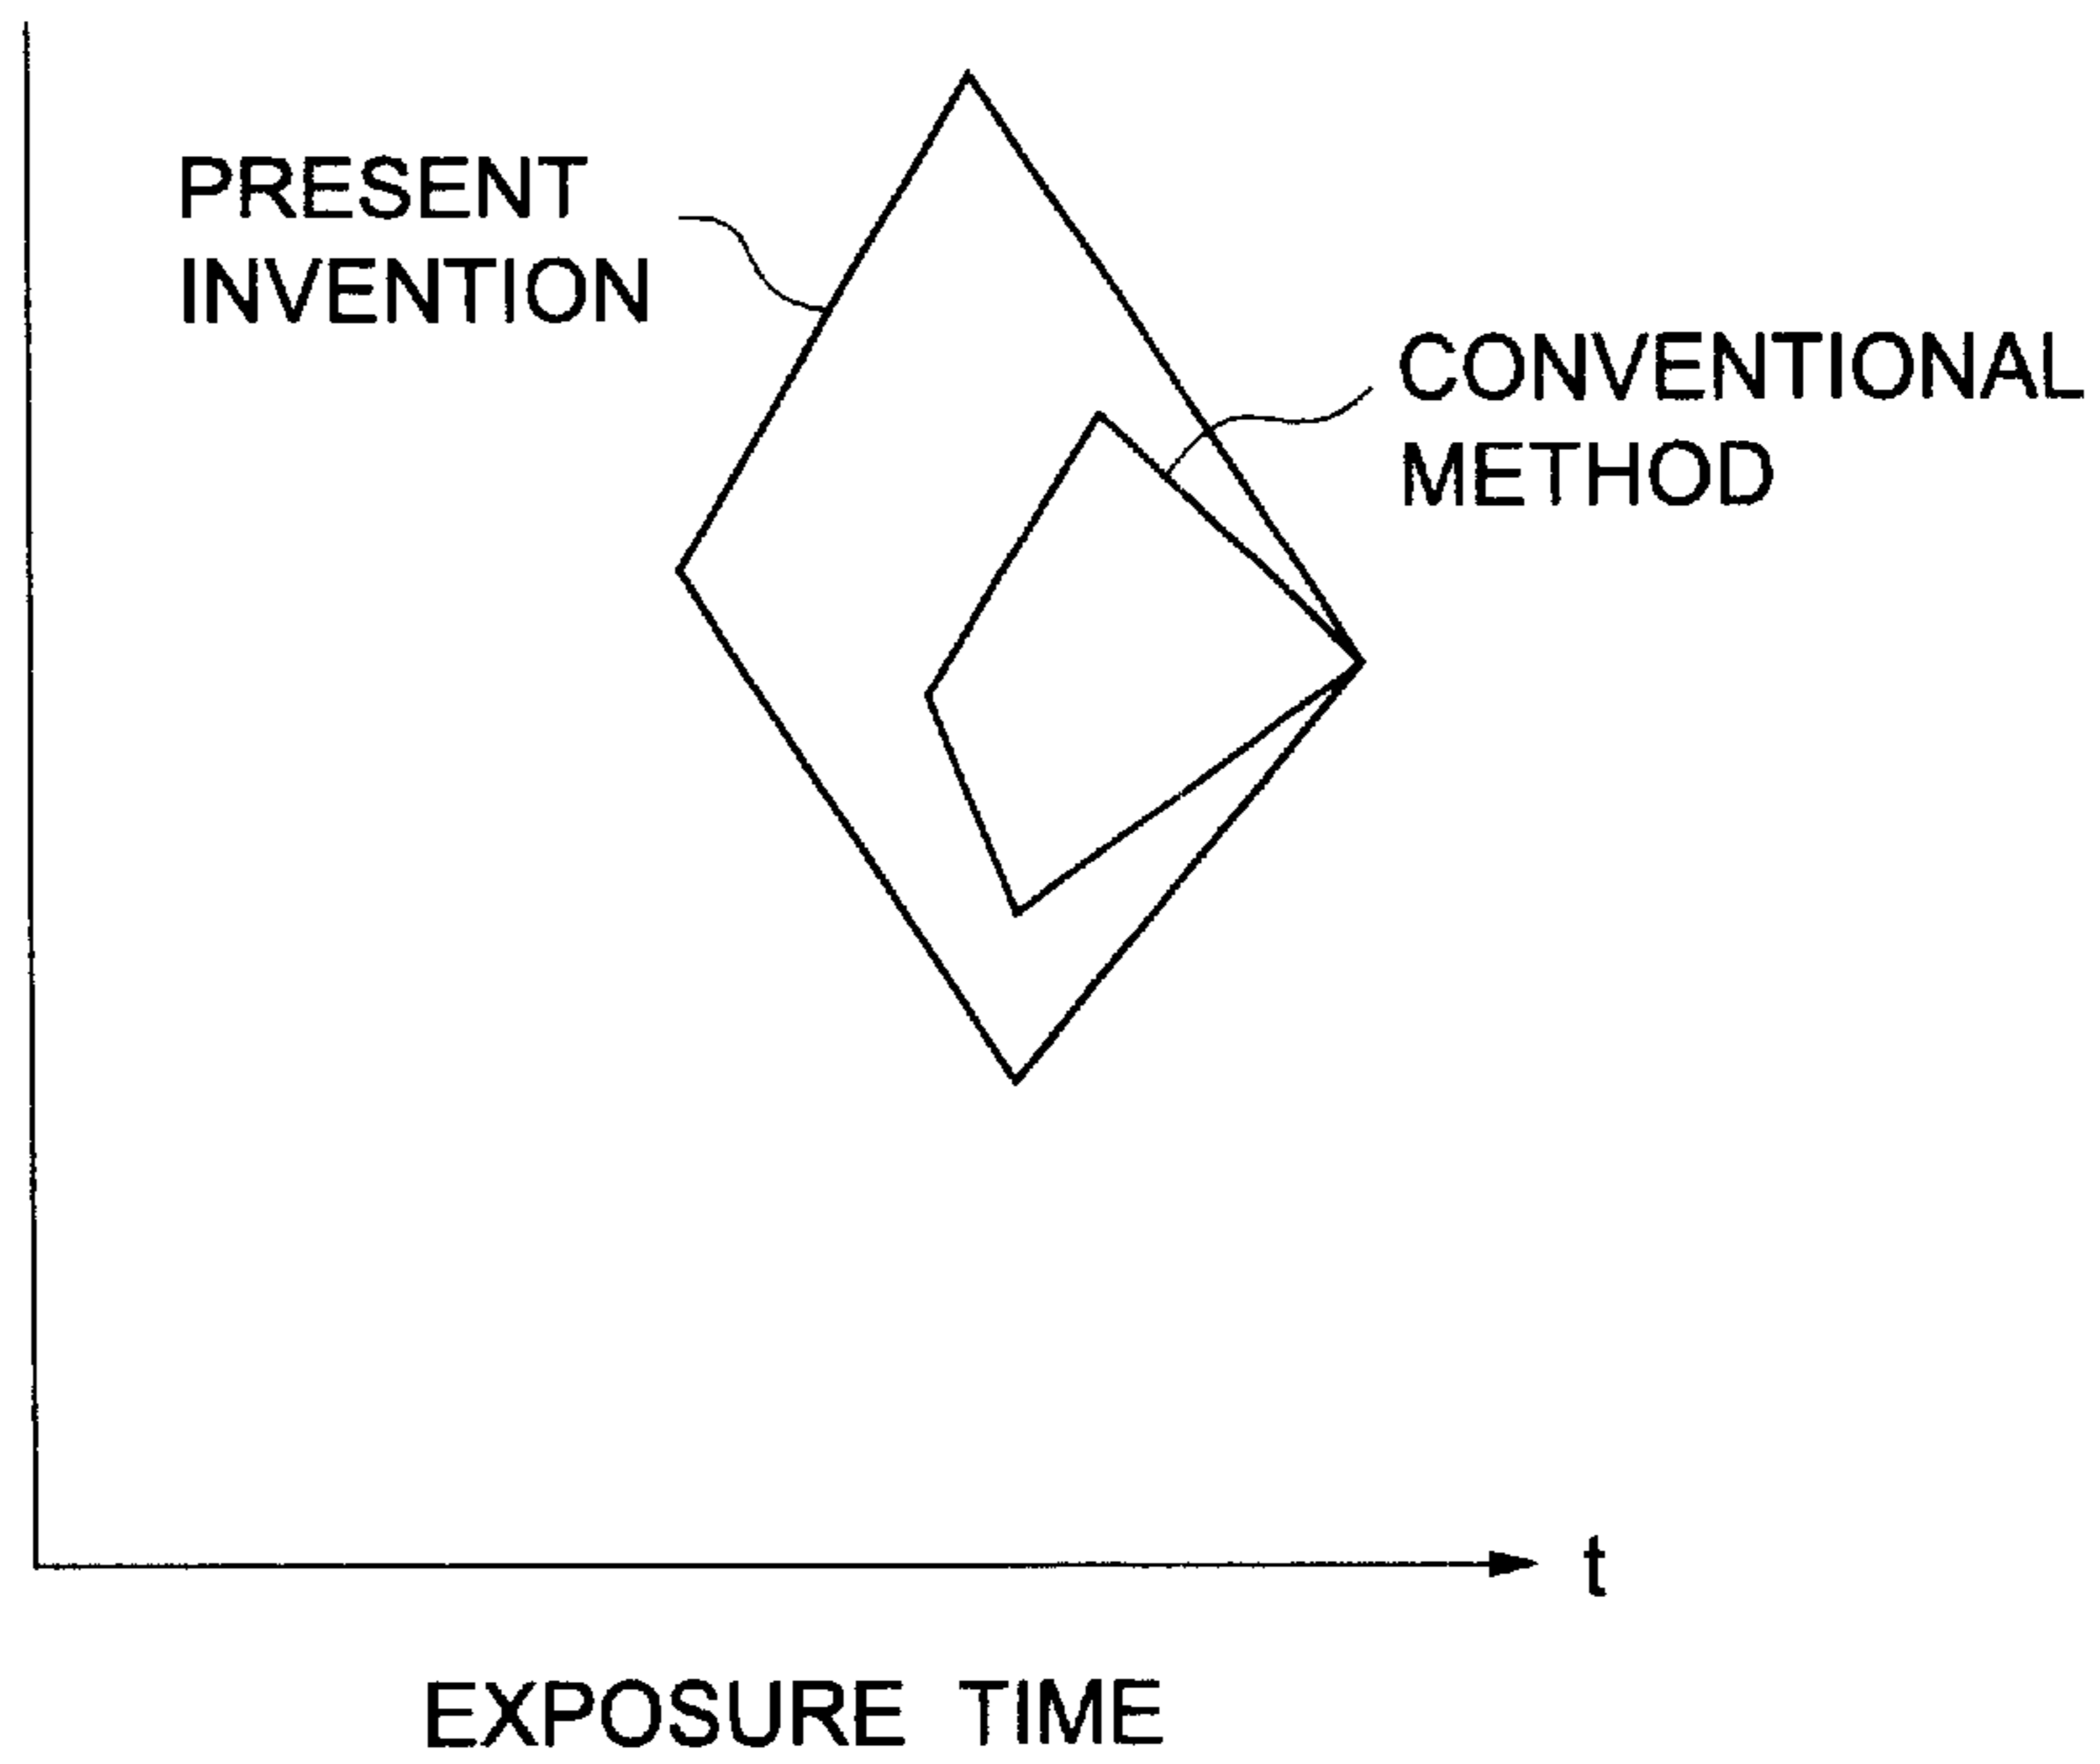 PRESENT
INVENTION
CONVENTIONAL
METHOD
t
EXPOSURE TIME